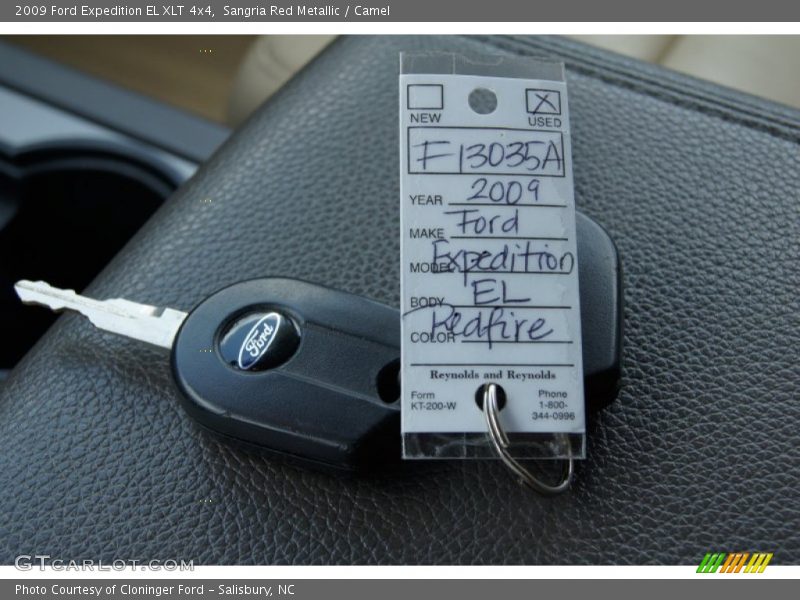 2009 Ford Expedition EL XLT 4x4, Sangria Red Metallic / Camel
X
NEW USED
F13035A
YEAR 2009
MAKE Ford
MODEL Expedition
BODY EL
COLOR Redfire
Reynolds and Reynolds
Form Phone
KT-200-W 1-800-
344-0996
Ford
GTCARLOT.COM
Photo Courtesy of Cloninger Ford - Salisbury, NC